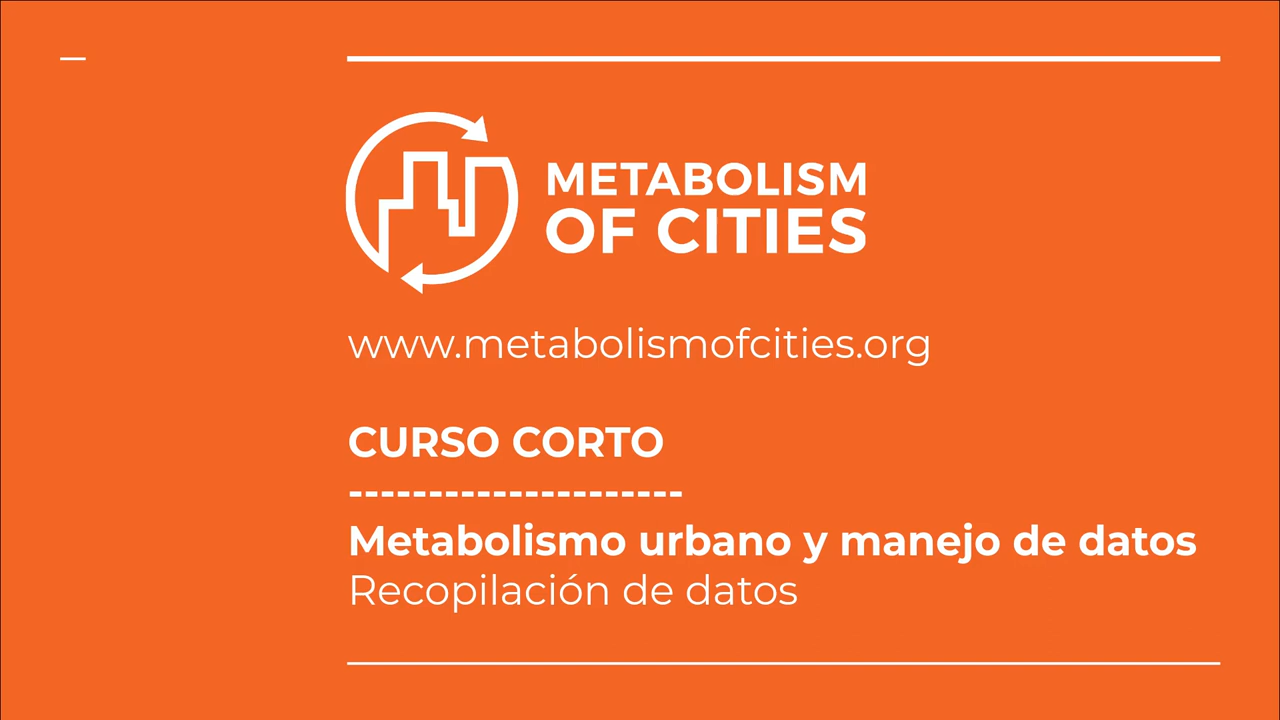 METABOLISM
OF CITIES
www.metabolismofcities.org
CURSO CORTO
---------------------
Metabolismo urbano y manejo de datos
Recopilación de datos